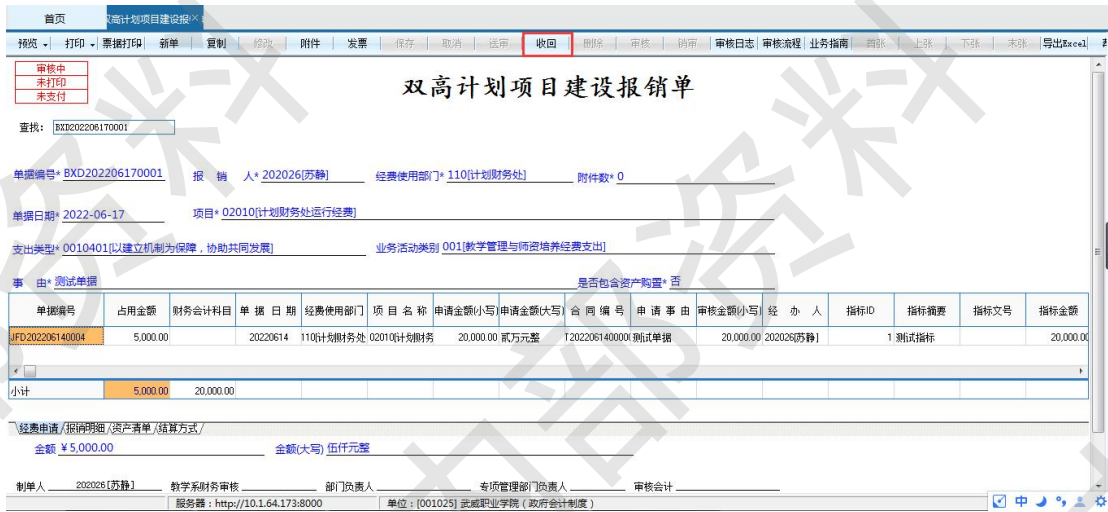 首页 双高计划项目建设报
预览 打印 票据打印 新单 复制 修改 附件 发票 保存 取消 送审 收回 删除 审核 销审 审核日志 审核流程 业务指南 首张 上张 下张 末张 导出Excel
审核中
未打印
未支付
双高计划项目建设报销单
查找: BXD202206170001
单据编号* BXD202206170001 报 销 人* 202026[苏静] 经费使用部门* 110[计划财务处] 附件数* 0
单据日期* 2022-06-17 项目* 02010[计划财务处运行经费]
支出类型* 0010401[以建立机制为保障，协助共同发展] 业务活动类别 001[教学管理与师资培养经费支出]
事 由* 测试单据 是否包含资产购置* 否
单据编号 占用金额 财务会计科目 单 据 日 期 经费使用部门 项 目 名 称 申请金额(小写) 申请金额(大写) 合 同 编 号 申 请 事 由 审核金额(小写) 经 办 人 指标ID 指标摘要 指标文号 指标金额
JFD202206140004 5,000.00 20220614 110[计划财务处 02010[计划财务 20,000.00 贰万元整 测试单据 20,000.00 202026[苏静] 1 测试指标 20,000.00
小计 5,000.00 20,000.00
经费申请 报销明细 资产清单 结算方式
金额 ¥5,000.00 金额(大写) 伍仟元整
制单人 202026[苏静] 教学系财务审核 部门负责人 专项管理部门负责人 审核会计
服务器：http://10.1.64.173:8000 单位：[001025] 武威职业学院（政府会计制度）
中
资料
内部资料